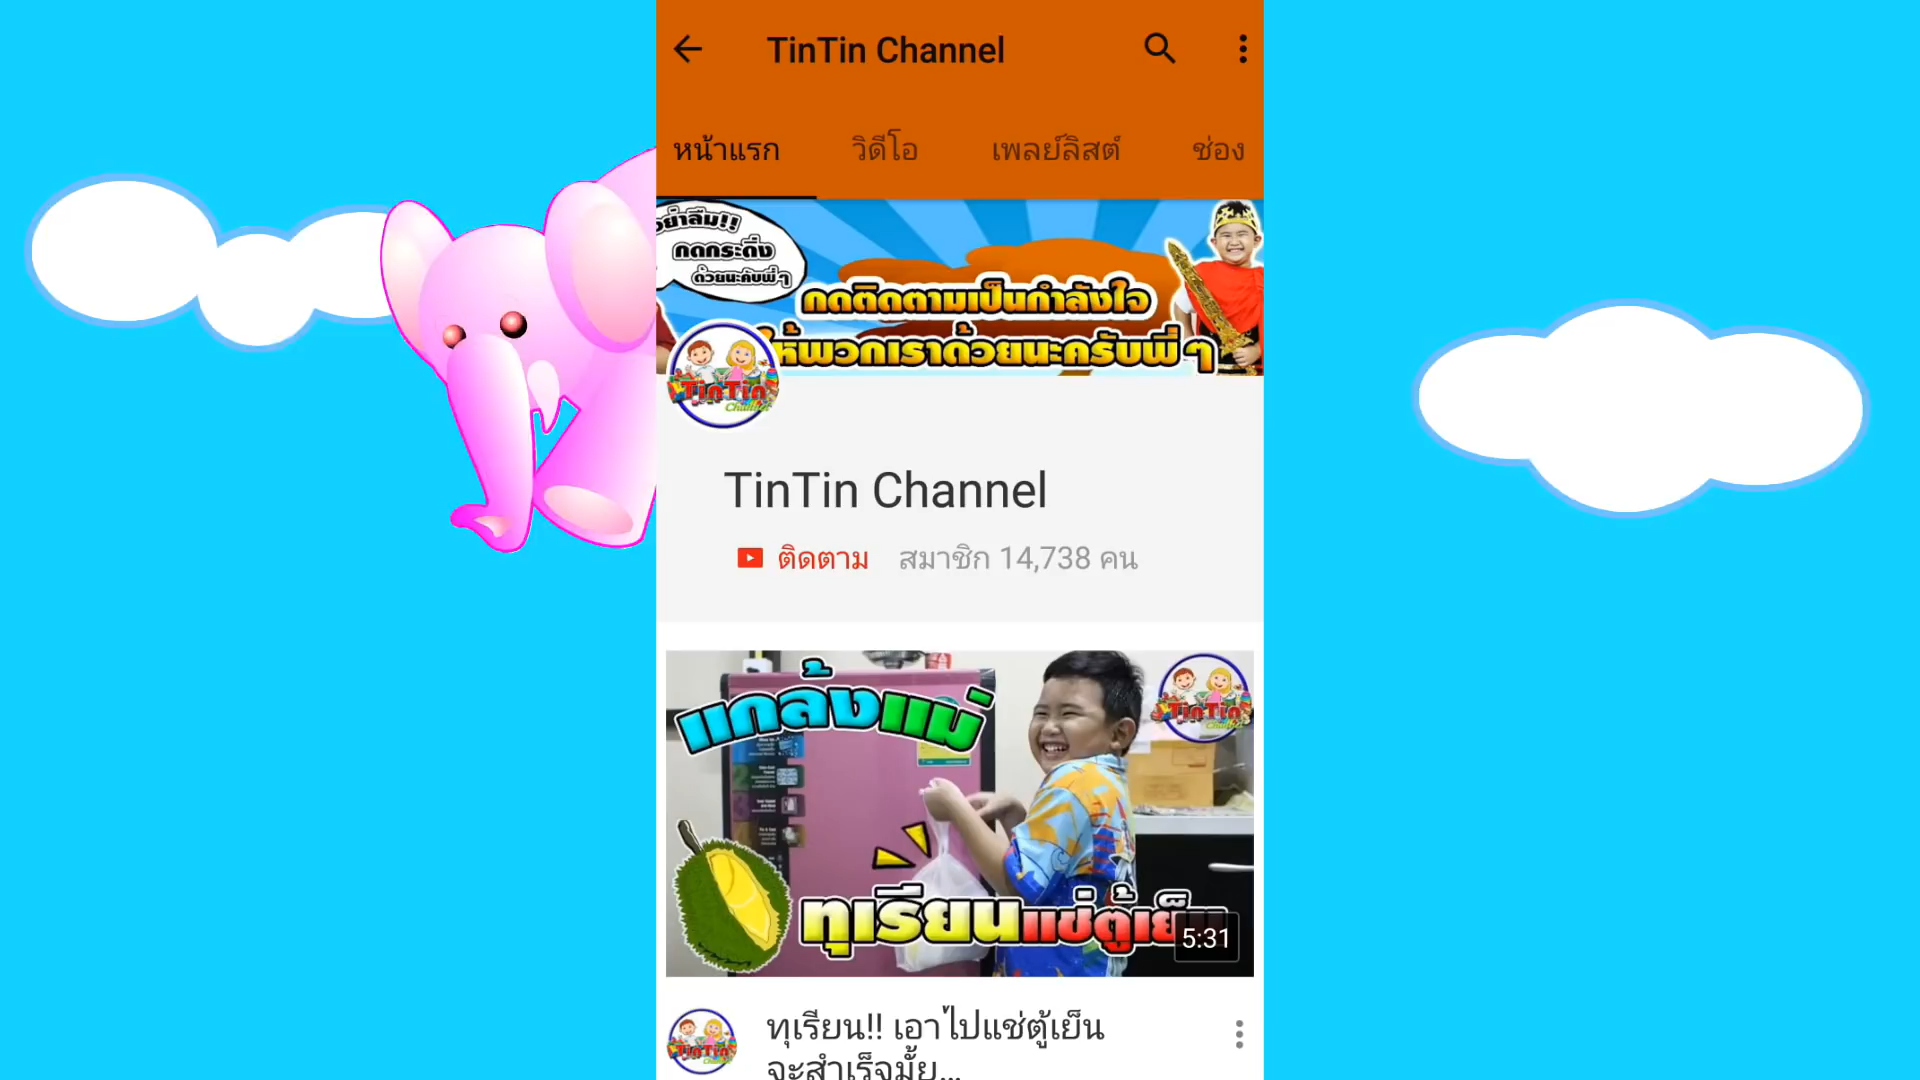 TinTin Channel
หน้าแรก วิดีโอ เพลย์ลิสต์ ช่อง
อย่าลืม!!
กดกระดิ่ง
ด้วยนะคับพี่ๆ
กดติดตามเป็นกำลังใจ
ให้พวกเราด้วยนะครับพี่ๆ
TinTin
Channel
TinTin Channel
ติดตาม สมาชิก 14,738 คน
แกล้งแม่
TinTin
Channel
ทุเรียนแช่ตู้เย็น
5:31
ทุเรียน!! เอาไปแช่ตู้เย็น
จะสำเร็จมั้ย...
TinTin